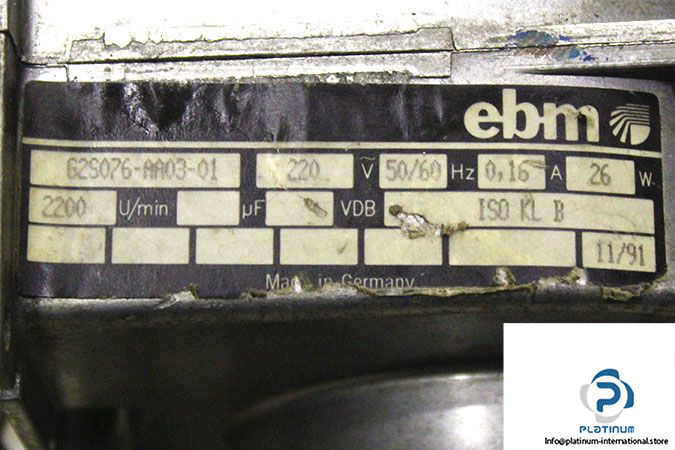 ebm
G2S076-AA03-01 220 V~ 50/60 Hz 0,16 A 26 W
2200 U/min µF VDB ISO KL B
11/91
Made in Germany
PLATINUM
Info@platinum-international.store